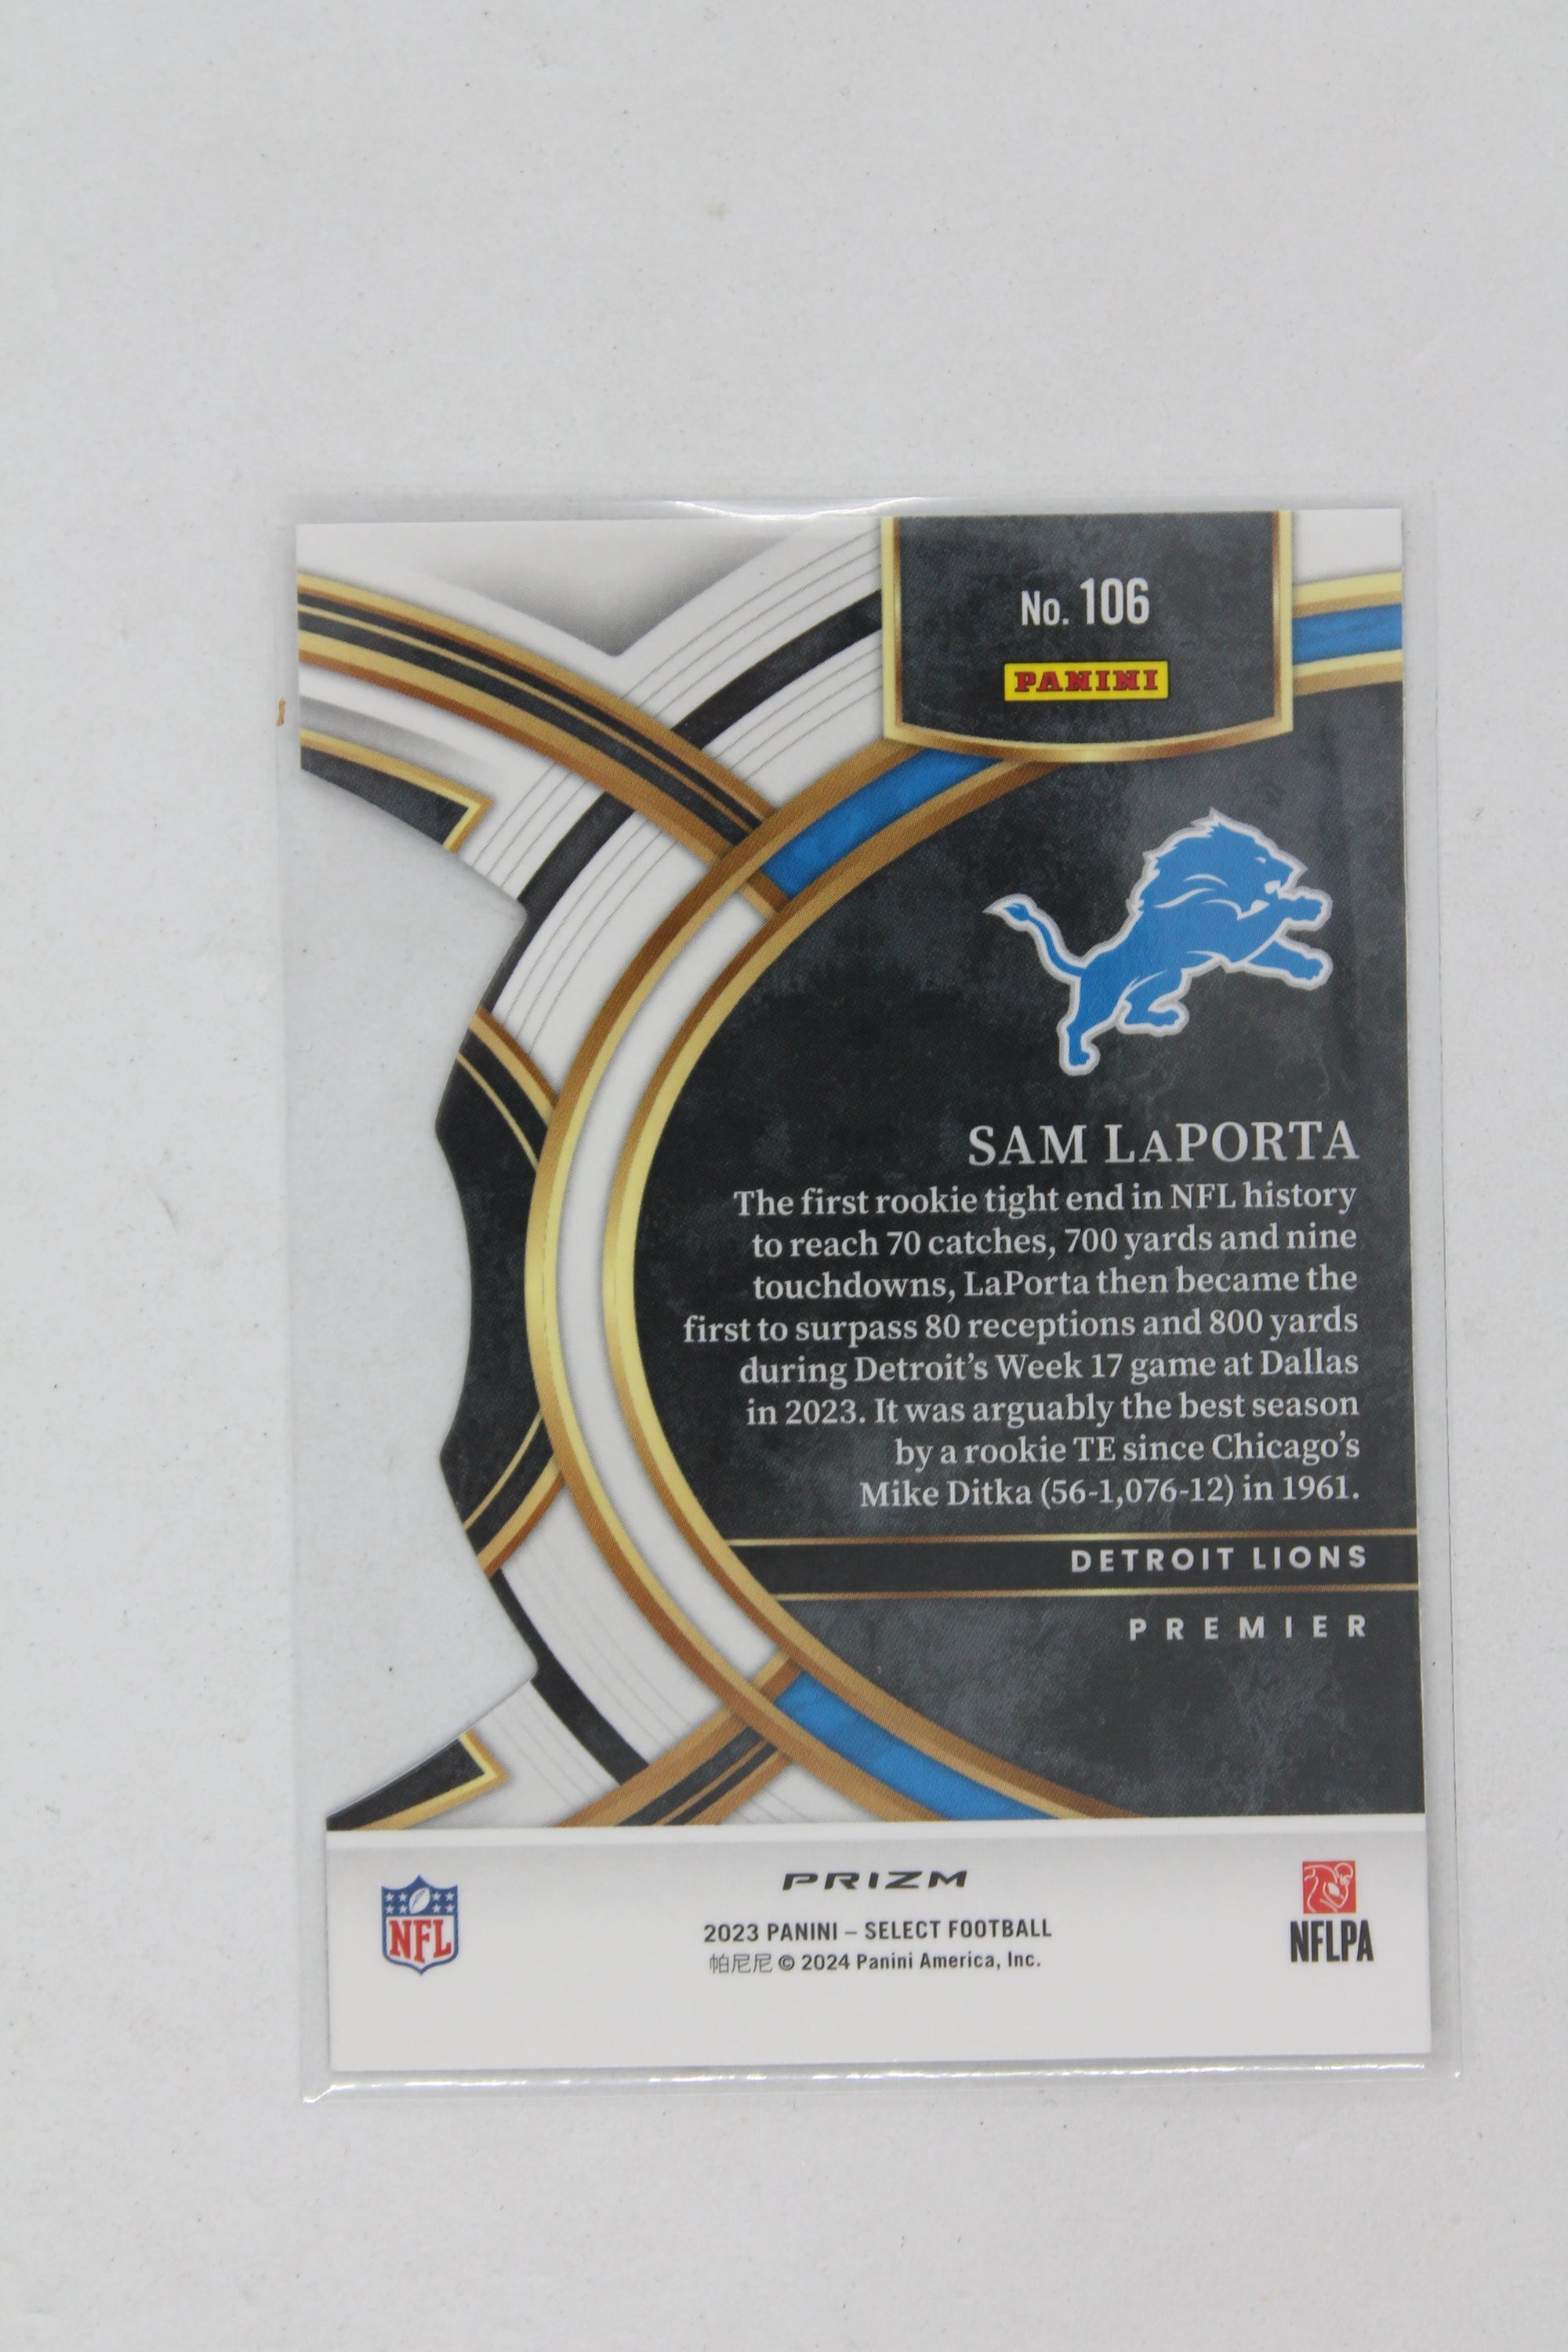 No. 106
PANINI
SAM LAPORTA
The first rookie tight end in NFL history
to reach 70 catches, 700 yards and nine
touchdowns, LaPorta then became the
first to surpass 80 receptions and 800 yards
during Detroit's Week 17 game at Dallas
in 2023. It was arguably the best season
by a rookie TE since Chicago's
Mike Ditka (56-1,076-12) in 1961.
DETROIT LIONS
PREMIER
PRIZM
NFL
2023 PANINI – SELECT FOOTBALL
帕尼尼 © 2024 Panini America, Inc.
NFLPA